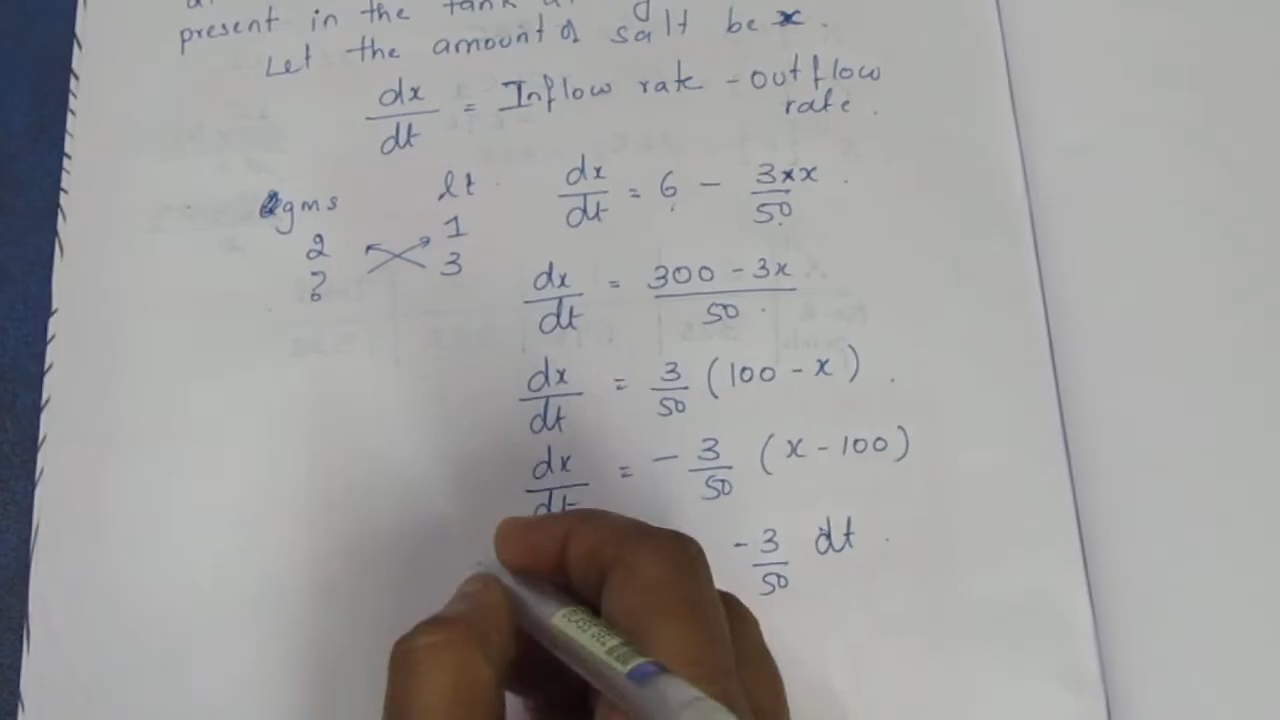 present in the tank
Let the amount of salt be x.
dx/dt = Inflow rate - outflow rate.
gms lt.
2 1
? 3
dx/dt = 6 - 3*x/50.
dx/dt = 300 - 3x/50.
dx/dt = 3/50 (100 - x).
dx/dt = - 3/50 (x - 100)
-3/50 dt.